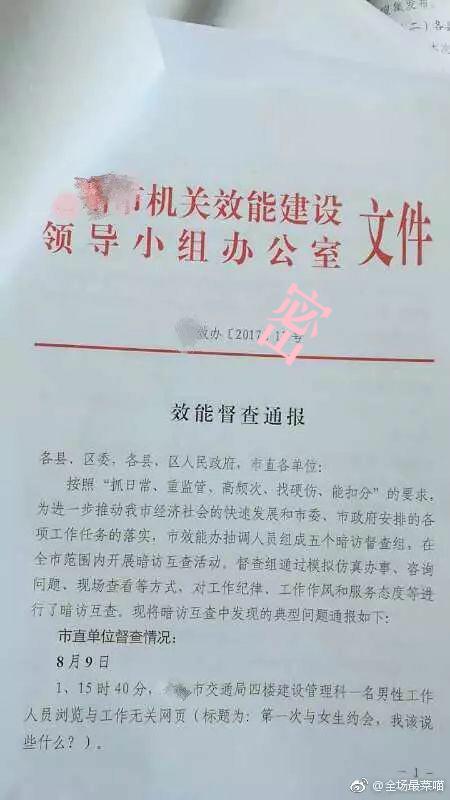 程集发布、
（二）各县
市机关效能建设
领导小组办公室
文件
密
效办〔2017〕1 号
效能督查通报
各县、区委，各县、区人民政府，市直各单位：
按照“抓日常、重监管、高频次、找硬伤、能扣分”的要求，
为进一步推动我市经济社会的快速发展和市委、市政府安排的各
项工作任务的落实，市效能办抽调人员组成五个暗访督查组，在
全市范围内开展暗访互查活动。督查组通过模拟仿真办事、咨询
问题、现场查看等方式，对工作纪律、工作作风和服务态度等进
行了暗访互查。现将暗访互查中发现的典型问题通报如下：
市直单位督查情况：
8月9日
1、15时40分，市交通局四楼建设管理科一名男性工作
人员浏览与工作无关网页（标题为：第一次与女生约会，我该说
些什么？）。
- 1 -
@全场最菜喵